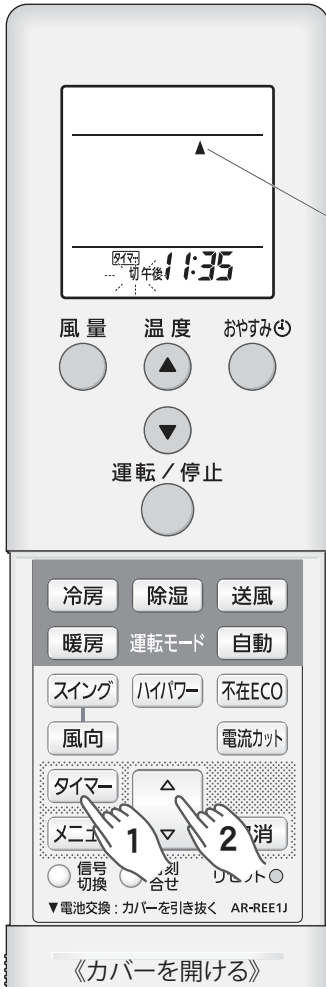 ▲
タイマー
切 午後 11:35
風量 温度 おやすみ
▲
▼
運転/停止
冷房 除湿 送風
暖房 運転モード 自動
スイング ハイパワー 不在ECO
風向 電流カット
タイマー △
▽
1 2
信号切換
リセット
▼電池交換:カバーを引き抜く AR-REE1J
《カバーを開ける》